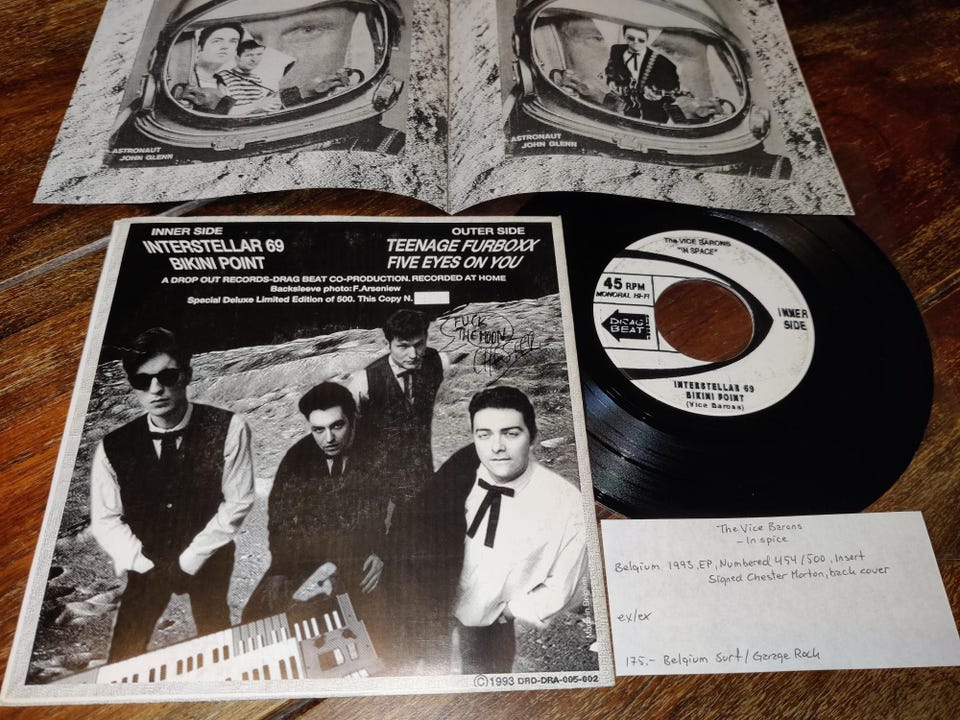 ASTRONAUT
JOHN GLENN
ASTRONAUT
JOHN GLENN
INNER SIDE
INTERSTELLAR 69
BIKINI POINT
OUTER SIDE
TEENAGE FURBOXX
FIVE EYES ON YOU
A DROP OUT RECORDS-DRAG BEAT CO-PRODUCTION. RECORDED AT HOME
Backsleeve photo: F.Arseniew
Special Deluxe Limited Edition of 500. This Copy N.
FUCK
THE MOON
CHESTER
Made in
(C)1993 DRD-DRA-005-002
The VICE BARONS
"IN SPACE"
45 RPM
MONORAL HI-FI
DRAG
BEAT
INNER
SIDE
INTERSTELLAR 69
BIKINI POINT
(Vice Barons)
The Vice Barons
- In spice
Belgium 1993, EP, Numbered 454/500, Insert
Signed Chester Morton, back cover
ex/ex
175.- Belgium Surf/Garage Rock